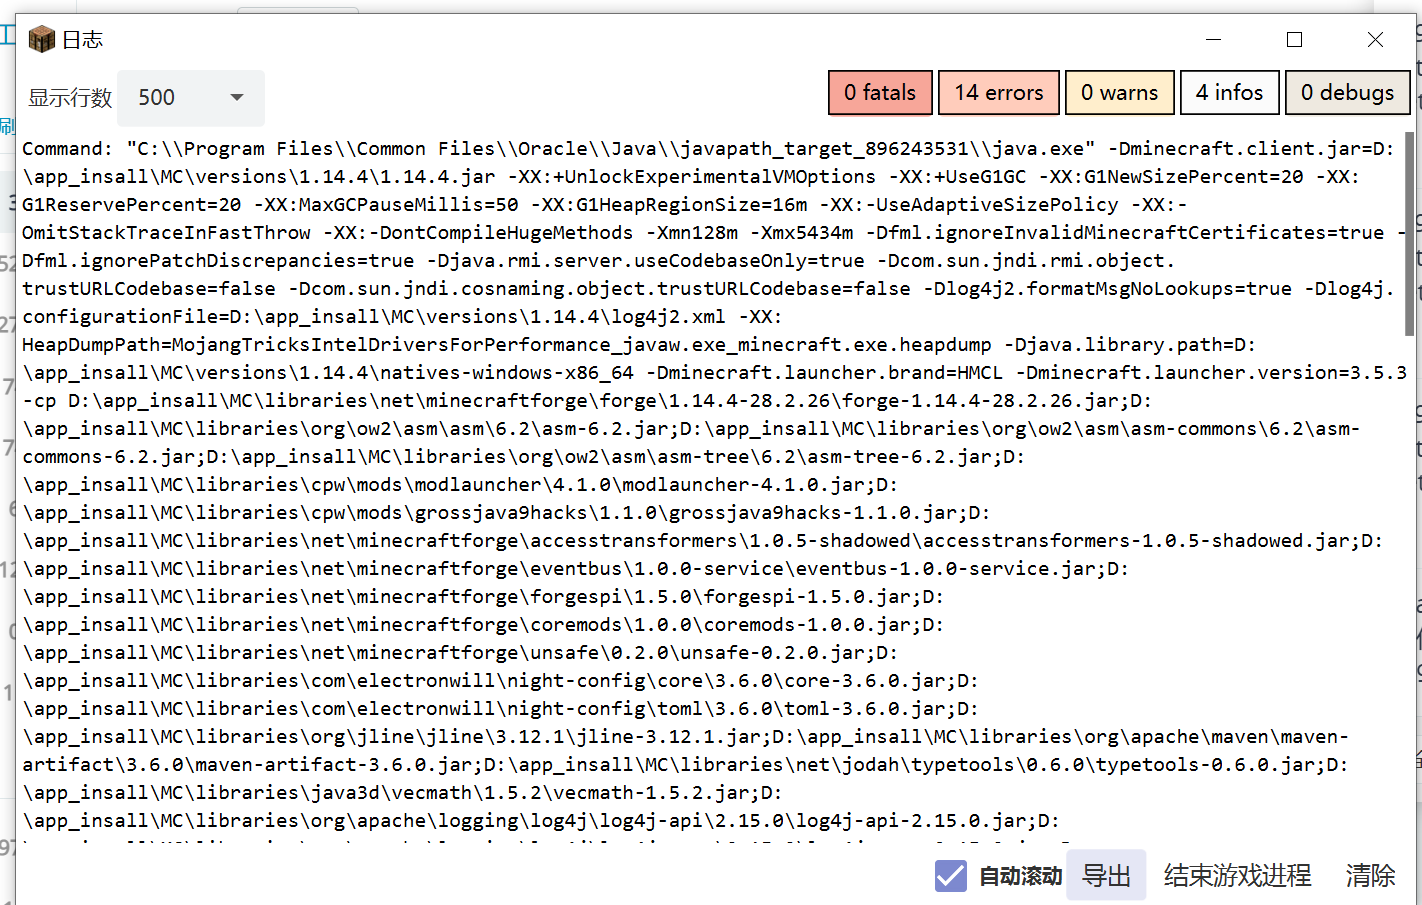 日志
显示行数 500 0 fatals 14 errors 0 warns 4 infos 0 debugs
Command: "C:\\Program Files\\Common Files\\Oracle\\Java\\javapath_target_896243531\\java.exe" -Dminecraft.client.jar=D:
\app_insall\MC\versions\1.14.4\1.14.4.jar -XX:+UnlockExperimentalVMOptions -XX:+UseG1GC -XX:G1NewSizePercent=20 -XX:
G1ReservePercent=20 -XX:MaxGCPauseMillis=50 -XX:G1HeapRegionSize=16m -XX:-UseAdaptiveSizePolicy -XX:-
OmitStackTraceInFastThrow -XX:-DontCompileHugeMethods -Xmn128m -Xmx5434m -Dfml.ignoreInvalidMinecraftCertificates=true -
Dfml.ignorePatchDiscrepancies=true -Djava.rmi.server.useCodebaseOnly=true -Dcom.sun.jndi.rmi.object.
trustURLCodebase=false -Dcom.sun.jndi.cosnaming.object.trustURLCodebase=false -Dlog4j2.formatMsgNoLookups=true -Dlog4j.
configurationFile=D:\app_insall\MC\versions\1.14.4\log4j2.xml -XX:
HeapDumpPath=MojangTricksIntelDriversForPerformance_javaw.exe_minecraft.exe.heapdump -Djava.library.path=D:
\app_insall\MC\versions\1.14.4\natives-windows-x86_64 -Dminecraft.launcher.brand=HMCL -Dminecraft.launcher.version=3.5.3
-cp D:\app_insall\MC\libraries\net\minecraftforge\forge\1.14.4-28.2.26\forge-1.14.4-28.2.26.jar;D:
\app_insall\MC\libraries\org\ow2\asm\asm\6.2\asm-6.2.jar;D:\app_insall\MC\libraries\org\ow2\asm\asm-commons\6.2\asm-
commons-6.2.jar;D:\app_insall\MC\libraries\org\ow2\asm\asm-tree\6.2\asm-tree-6.2.jar;D:
\app_insall\MC\libraries\cpw\mods\modlauncher\4.1.0\modlauncher-4.1.0.jar;D:
\app_insall\MC\libraries\cpw\mods\grossjava9hacks\1.1.0\grossjava9hacks-1.1.0.jar;D:
\app_insall\MC\libraries\net\minecraftforge\accesstransformers\1.0.5-shadowed\accesstransformers-1.0.5-shadowed.jar;D:
\app_insall\MC\libraries\net\minecraftforge\eventbus\1.0.0-service\eventbus-1.0.0-service.jar;D:
\app_insall\MC\libraries\net\minecraftforge\forgespi\1.5.0\forgespi-1.5.0.jar;D:
\app_insall\MC\libraries\net\minecraftforge\coremods\1.0.0\coremods-1.0.0.jar;D:
\app_insall\MC\libraries\net\minecraftforge\unsafe\0.2.0\unsafe-0.2.0.jar;D:
\app_insall\MC\libraries\com\electronwill\night-config\core\3.6.0\core-3.6.0.jar;D:
\app_insall\MC\libraries\com\electronwill\night-config\toml\3.6.0\toml-3.6.0.jar;D:
\app_insall\MC\libraries\org\jline\jline\3.12.1\jline-3.12.1.jar;D:\app_insall\MC\libraries\org\apache\maven\maven-
artifact\3.6.0\maven-artifact-3.6.0.jar;D:\app_insall\MC\libraries\net\jodah\typetools\0.6.0\typetools-0.6.0.jar;D:
\app_insall\MC\libraries\java3d\vecmath\1.5.2\vecmath-1.5.2.jar;D:
\app_insall\MC\libraries\org\apache\logging\log4j\log4j-api\2.15.0\log4j-api-2.15.0.jar;D:
自动滚动 导出 结束游戏进程 清除